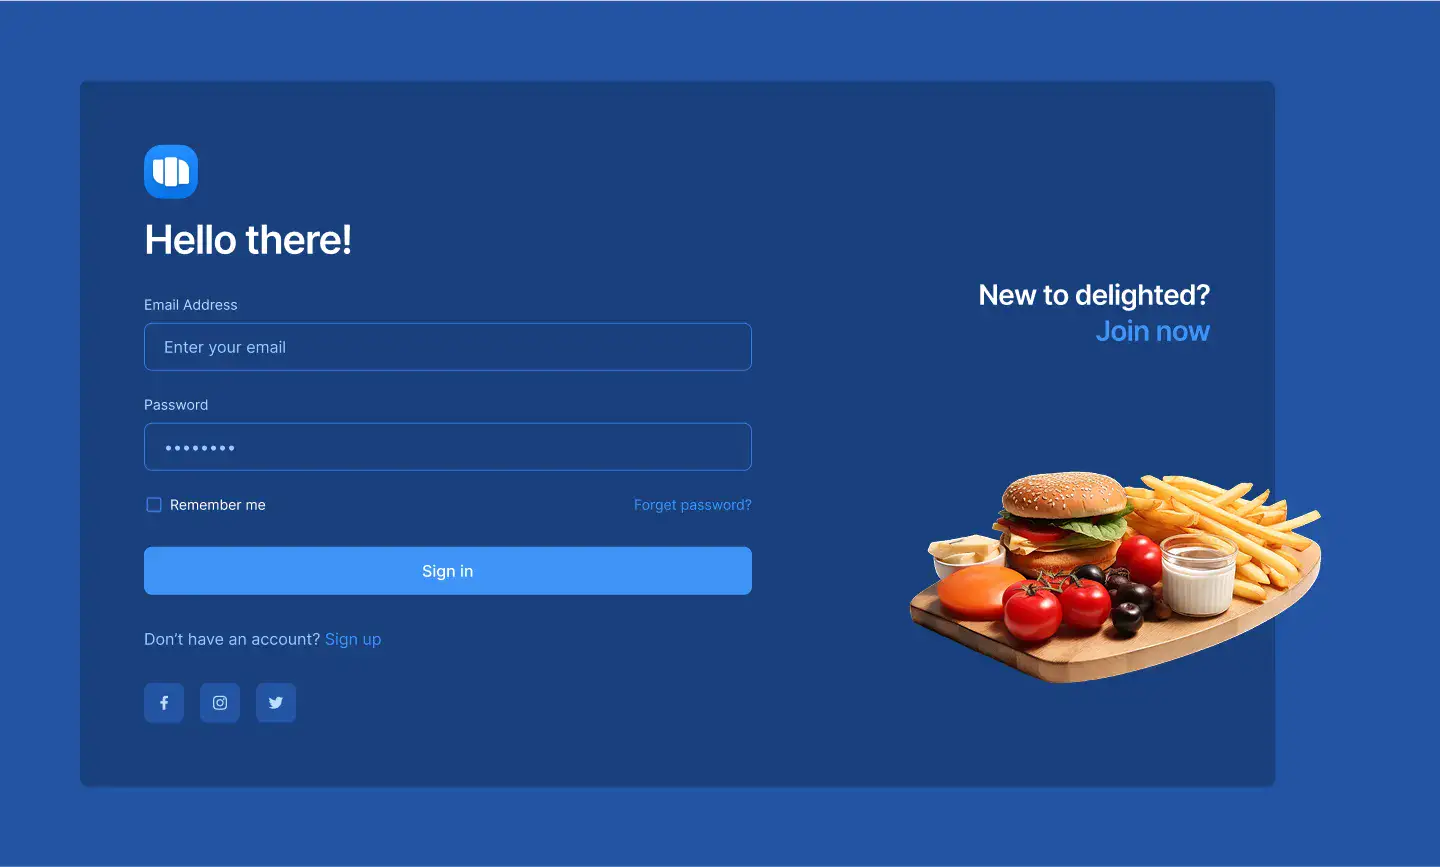 Hello there!
Email Address
Enter your email
Password
••••••••
Remember me
Forget password?
Sign in
Don’t have an account? Sign up
New to delighted?
Join now